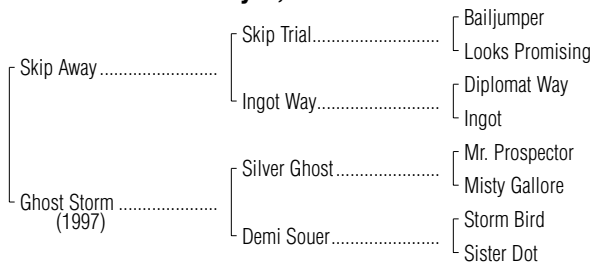 Bailjumper
Skip Trial
Looks Promising
Skip Away
Diplomat Way
Ingot Way
Ingot
Mr. Prospector
Silver Ghost
Misty Gallore
Ghost Storm
(1997)
Storm Bird
Demi Souer
Sister Dot